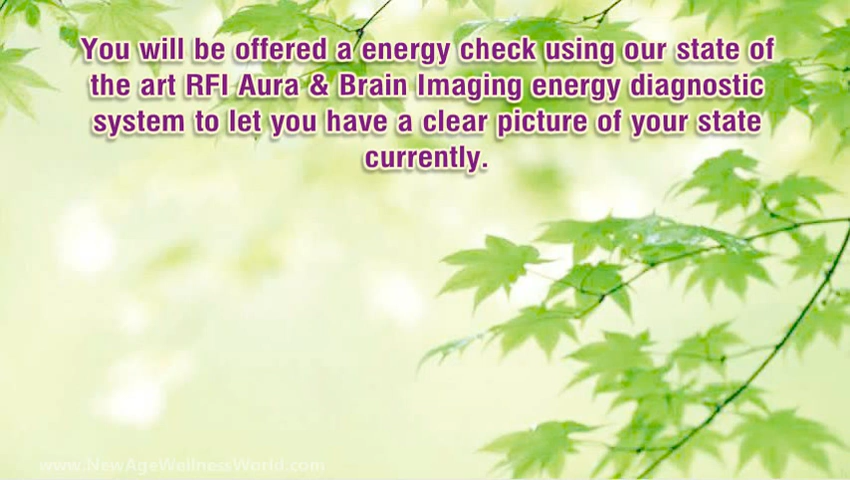 You will be offered a energy check using our state of
the art RFI Aura & Brain Imaging energy diagnostic
system to let you have a clear picture of your state
currently.
www.NewAgeWellnessWorld.com